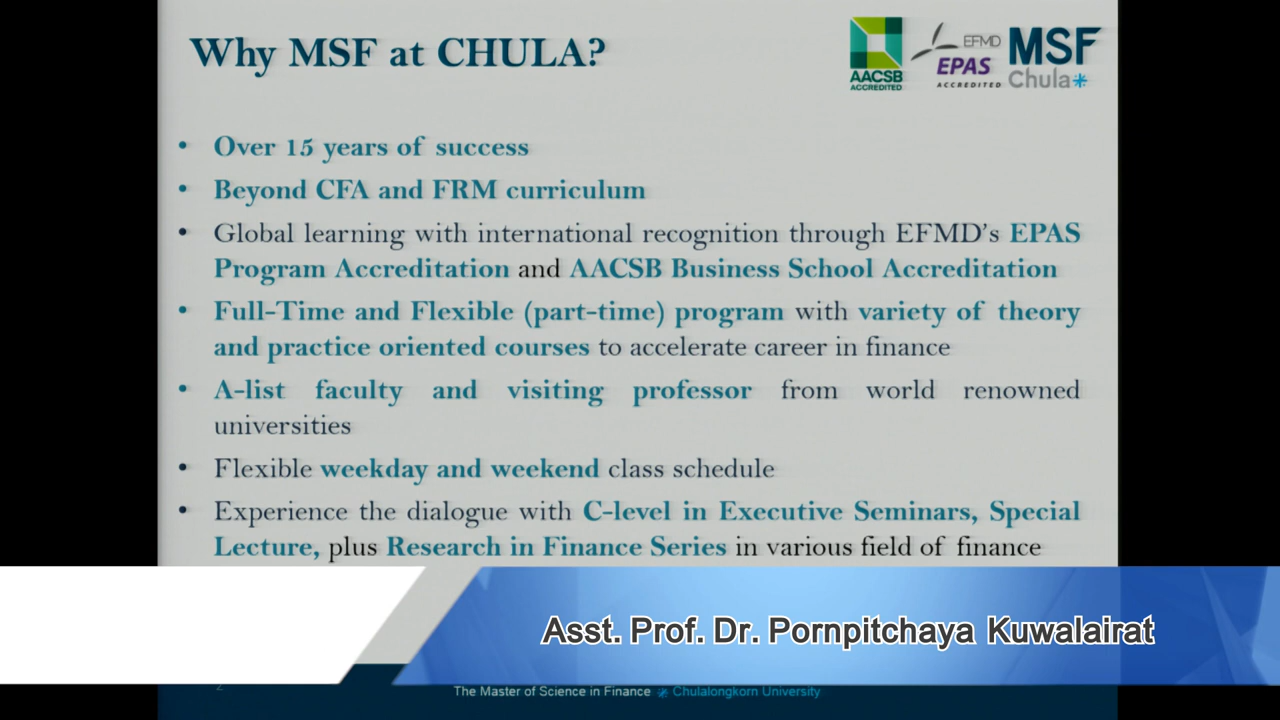 Why MSF at CHULA?
AACSB
ACCREDITED
EFMD
EPAS
ACCREDITED
MSF
Chula
• Over 15 years of success
• Beyond CFA and FRM curriculum
• Global learning with international recognition through EFMD's EPAS
Program Accreditation and AACSB Business School Accreditation
• Full-Time and Flexible (part-time) program with variety of theory
and practice oriented courses to accelerate career in finance
• A-list faculty and visiting professor from world renowned
universities
• Flexible weekday and weekend class schedule
• Experience the dialogue with C-level in Executive Seminars, Special
Lecture, plus Research in Finance Series in various field of finance
Asst. Prof. Dr. Pornpitchaya Kuwalairat
2
The Master of Science in Finance Chulalongkorn University